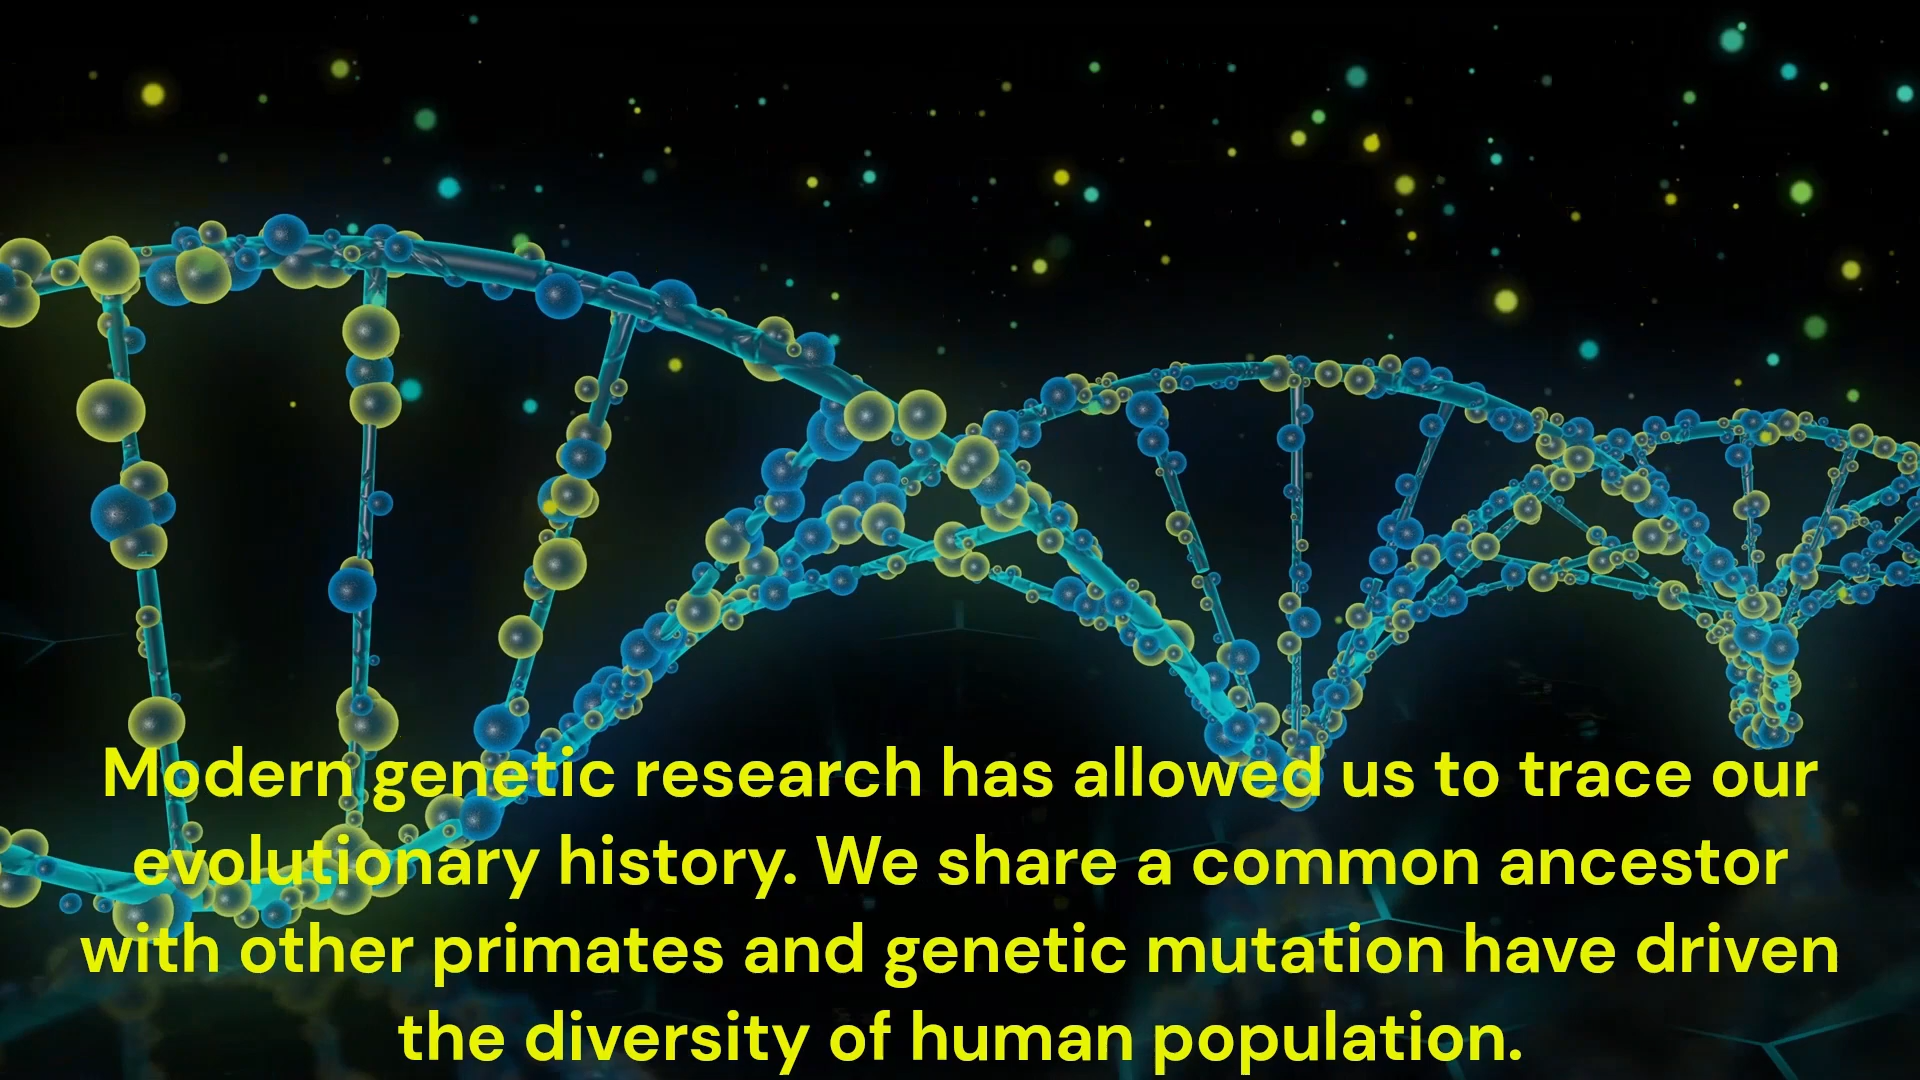 Modern genetic research has allowed us to trace our
evolutionary history. We share a common ancestor
with other primates and genetic mutation have driven
the diversity of human population.